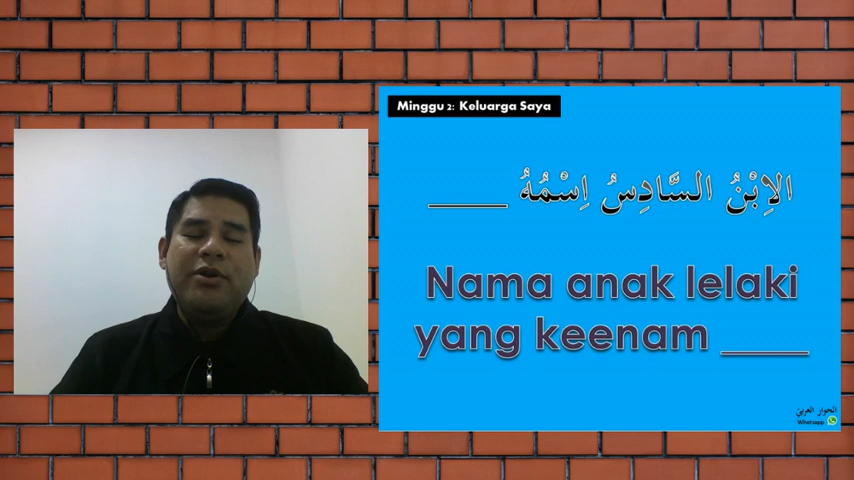 Minggu 2: Keluarga Saya
الاِبْنُ السَّادِسُ اِسْمُهُ ____
Nama anak lelaki
yang keenam ____
الحوار العربي
Whatsapp